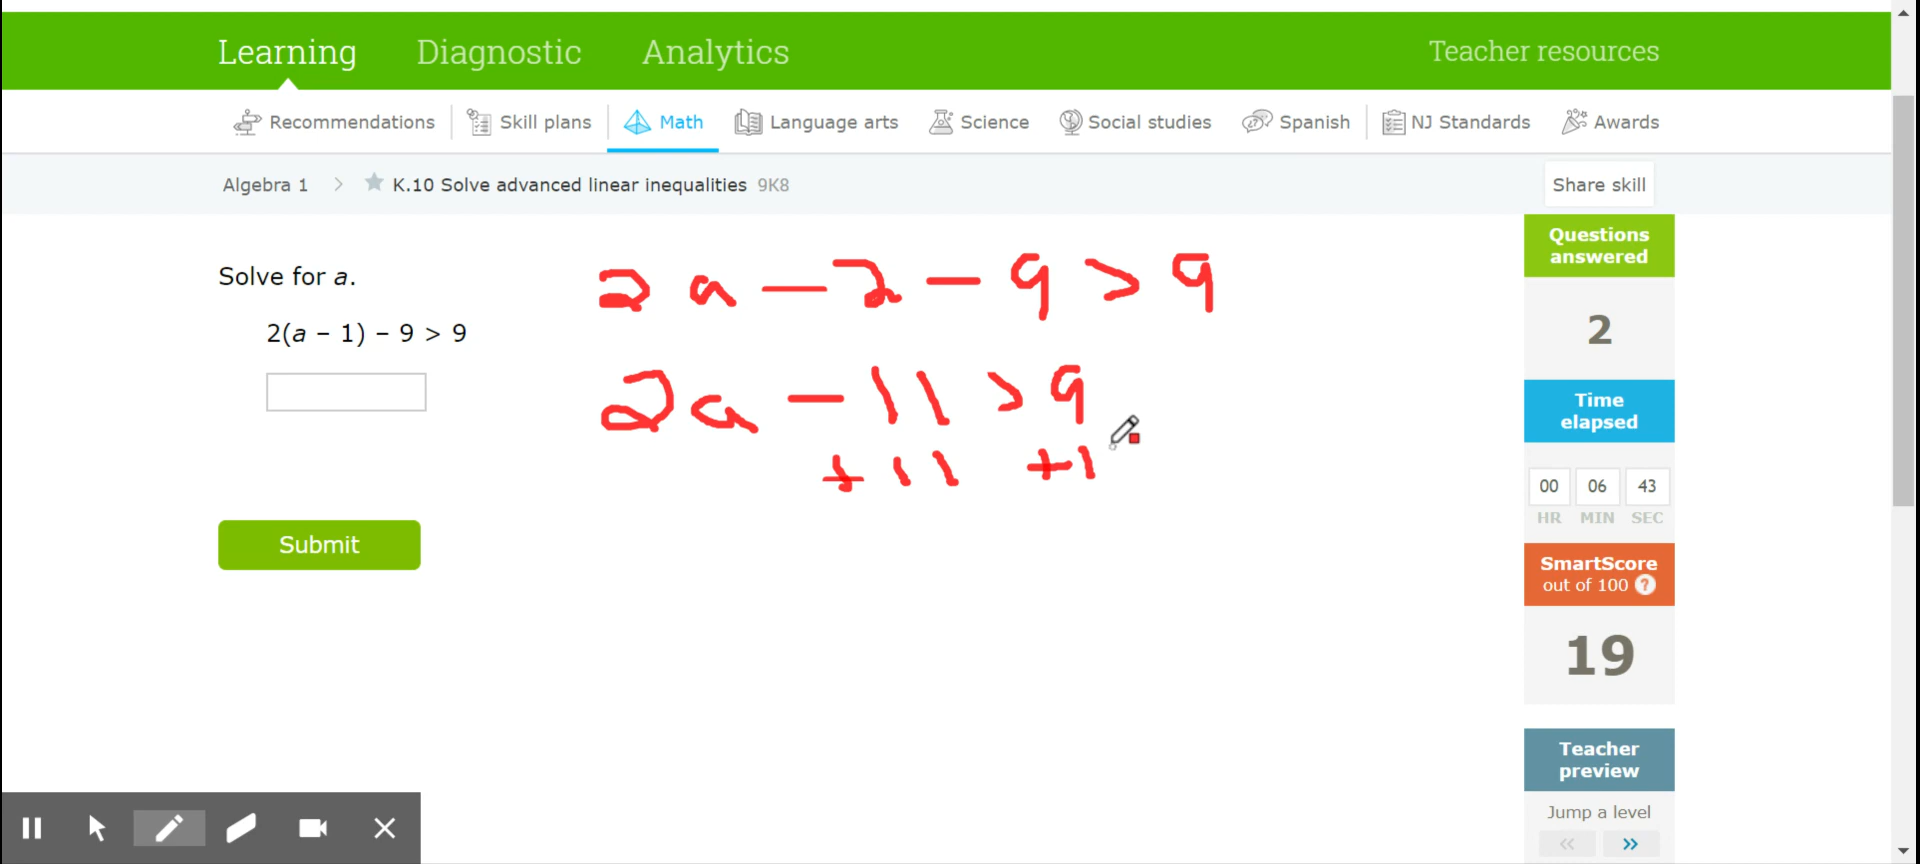 Learning Diagnostic Analytics Teacher resources
Recommendations Skill plans Math Language arts Science Social studies Spanish NJ Standards Awards
Algebra 1 > K.10 Solve advanced linear inequalities 9K8 Share skill
Solve for a.
2(a − 1) − 9 > 9
Submit
2a − 2 − 9 > 9
2a − 11 > 9
+11 +1
Questions
answered
2
Time
elapsed
00 06 43
HR MIN SEC
SmartScore
out of 100 ?
19
Teacher
preview
Jump a level
<< >>